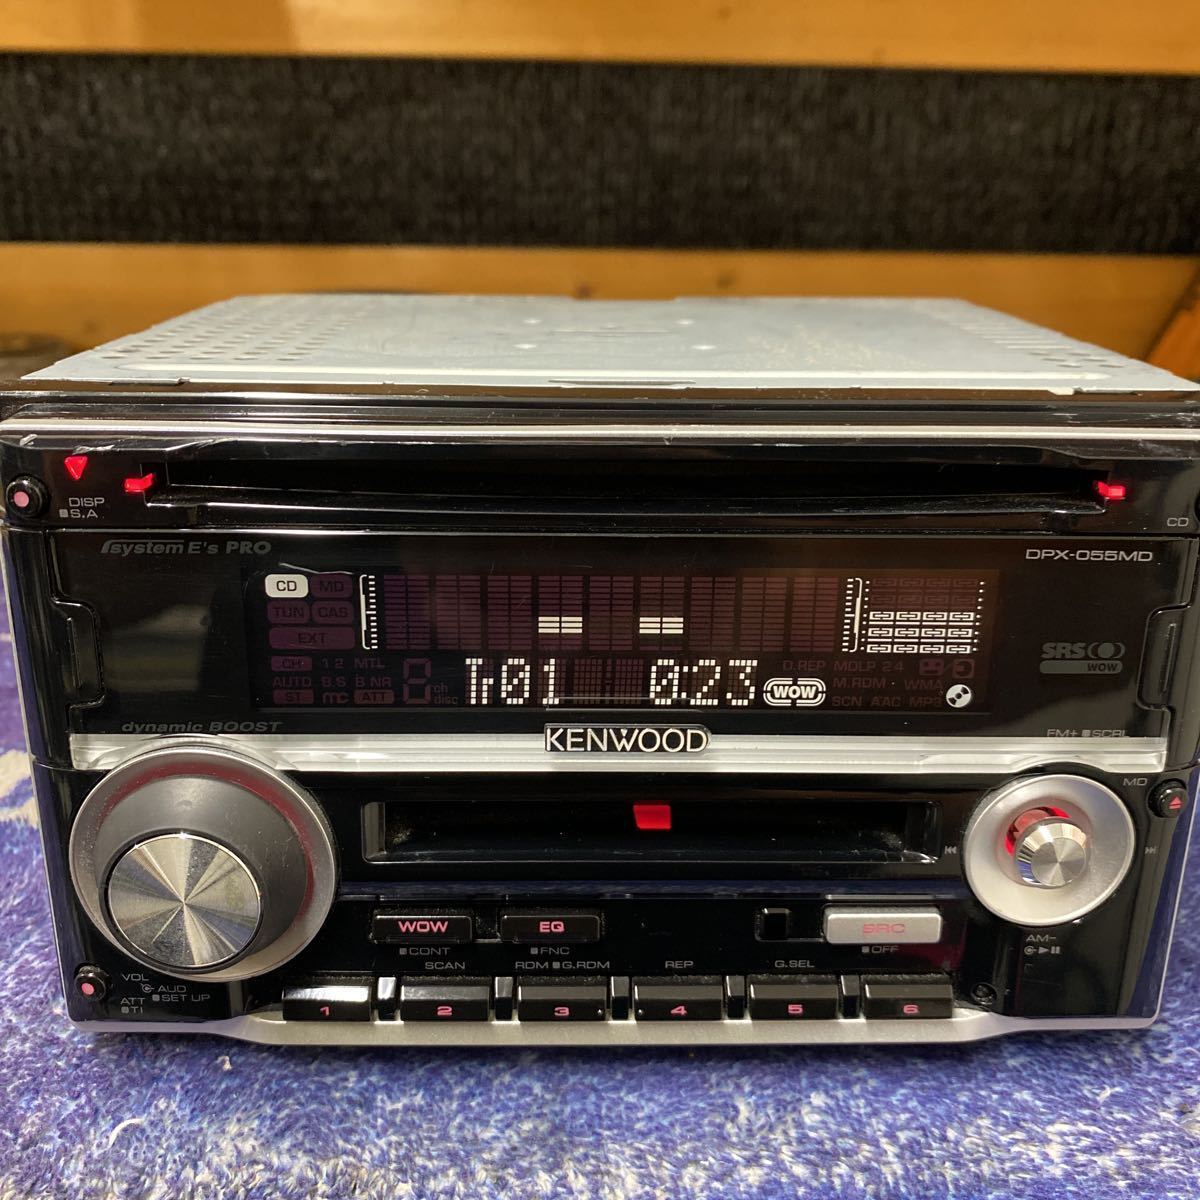 DISP
■S.A
CD
system E's PRO
DPX-055MD
CD MD
TUN CAS
EXT
SRS
WOW
CH 1 2 MTL
AUTO B.S B NR
ST mc ATT
ch
DISC
Tr01 0:23
WOW
D.REP MDLP 2 4
M.RDM WMA
SCN AAC MP3
dynamic BOOST
KENWOOD
FM+ ■SCRL
MD
WOW
EQ
SRC
■CONT
■FNC
■OFF
SCAN
RDM ■G.RDM
REP
G.SEL
AM-
VOL
AUD
■SET UP
ATT
■TI
1 2 3 4 5 6